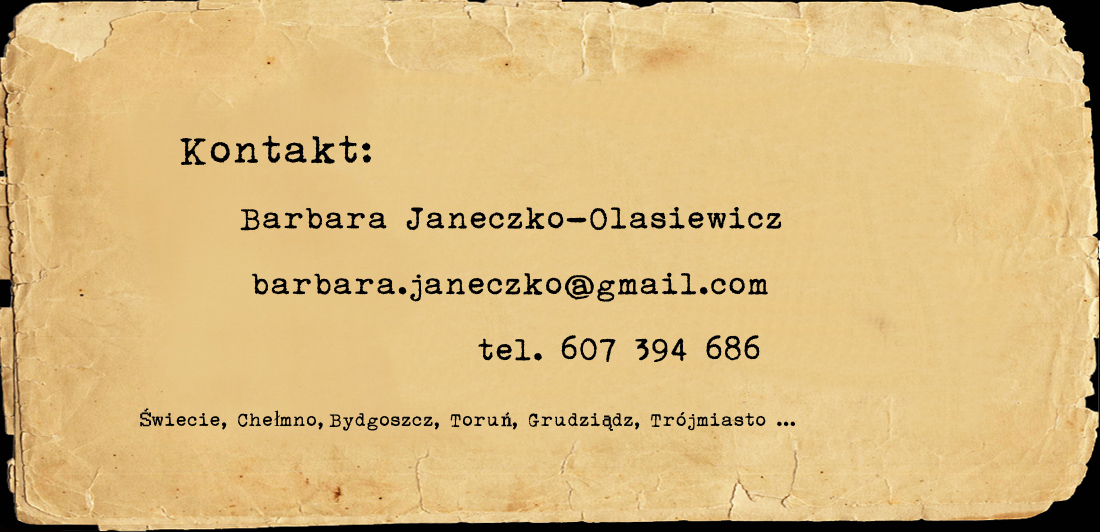 Kontakt:
Barbara Janeczko-Olasiewicz
barbara.janeczko@gmail.com
tel. 607 394 686
Świecie, Chełmno, Bydgoszcz, Toruń, Grudziądz, Trójmiasto ...